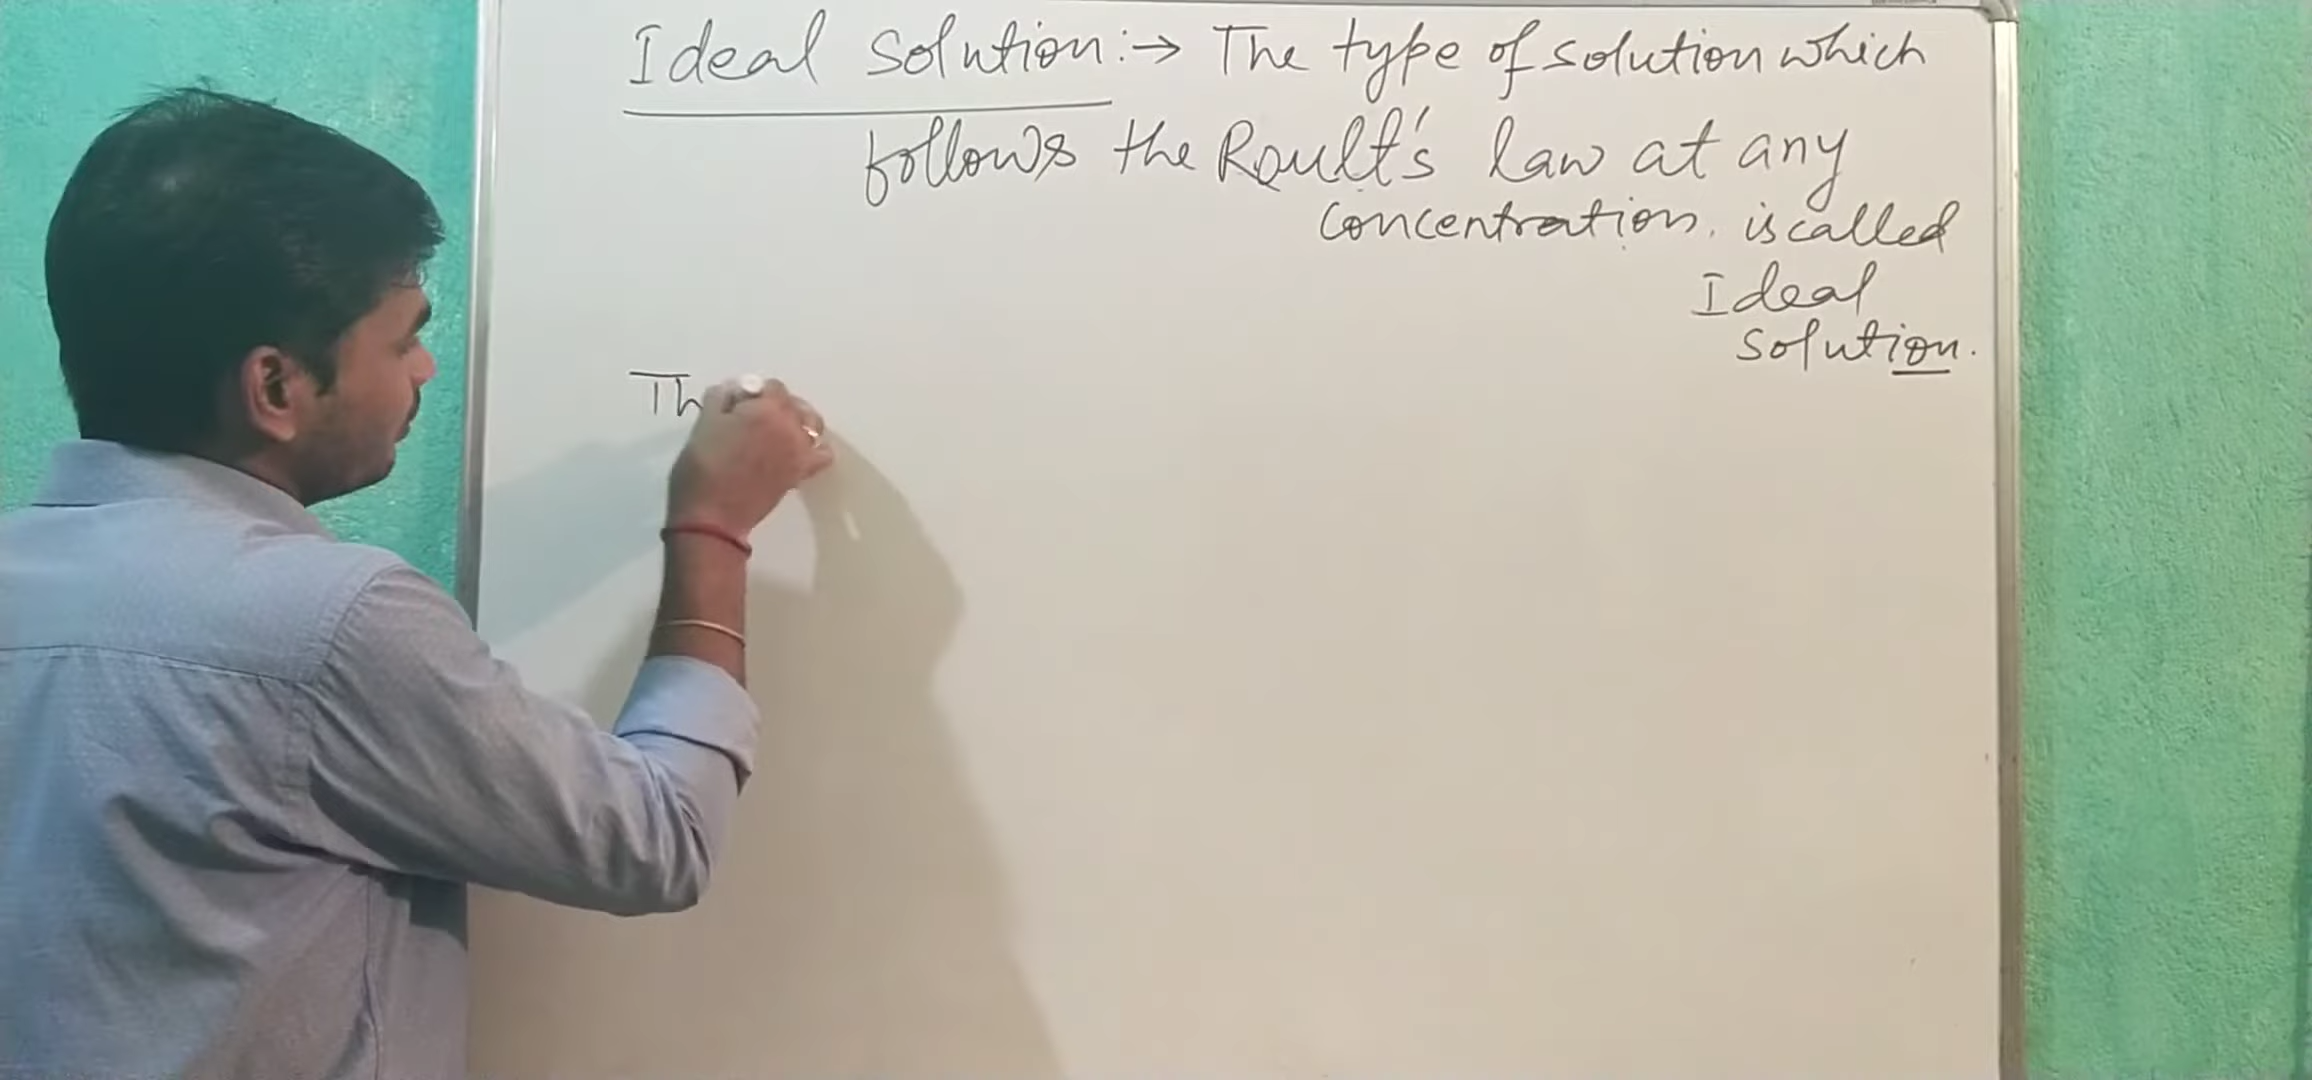 Ideal Solution:→ The type of solution which
follows the Roult's law at any
concentration. is called
Ideal
solution.
Th